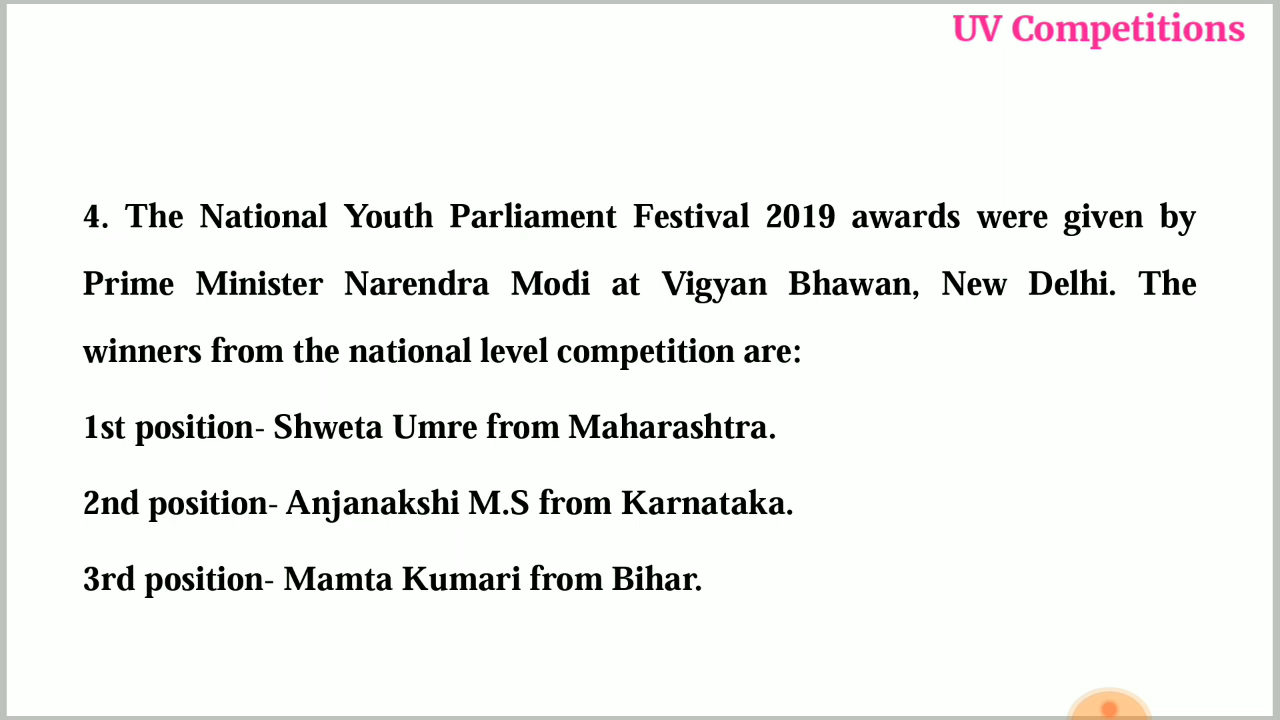 UV Competitions
4. The National Youth Parliament Festival 2019 awards were given by
Prime Minister Narendra Modi at Vigyan Bhawan, New Delhi. The
winners from the national level competition are:
1st position- Shweta Umre from Maharashtra.
2nd position- Anjanakshi M.S from Karnataka.
3rd position- Mamta Kumari from Bihar.